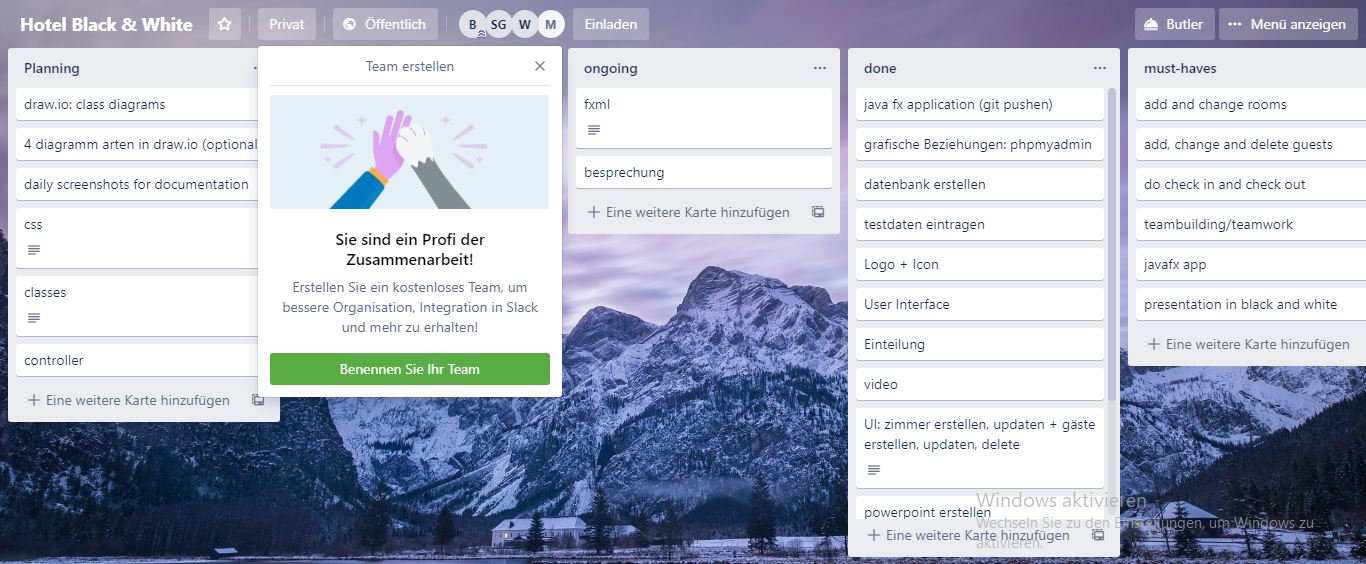 Hotel Black & White
Privat
Öffentlich
B SG W M
Einladen
Butler
Menü anzeigen
Planning
draw.io: class diagrams
4 diagramm arten in draw.io (optional
daily screenshots for documentation
css
classes
controller
Eine weitere Karte hinzufügen
Team erstellen
Sie sind ein Profi der
Zusammenarbeit!
Erstellen Sie ein kostenloses Team, um
bessere Organisation, Integration in Slack
und mehr zu erhalten!
Benennen Sie Ihr Team
ongoing
fxml
besprechung
Eine weitere Karte hinzufügen
done
java fx application (git pushen)
grafische Beziehungen: phpmyadmin
datenbank erstellen
testdaten eintragen
Logo + Icon
User Interface
Einteilung
video
UI: zimmer erstellen, updaten + gäste
erstellen, updaten, delete
powerpoint erstellen
Eine weitere Karte hinzufügen
must-haves
add and change rooms
add, change and delete guests
do check in and check out
teambuilding/teamwork
javafx app
presentation in black and white
Eine weitere Karte hinzufügen
Windows aktivieren
Wechseln Sie zu den Einstellungen, um Windows zu
aktivieren.